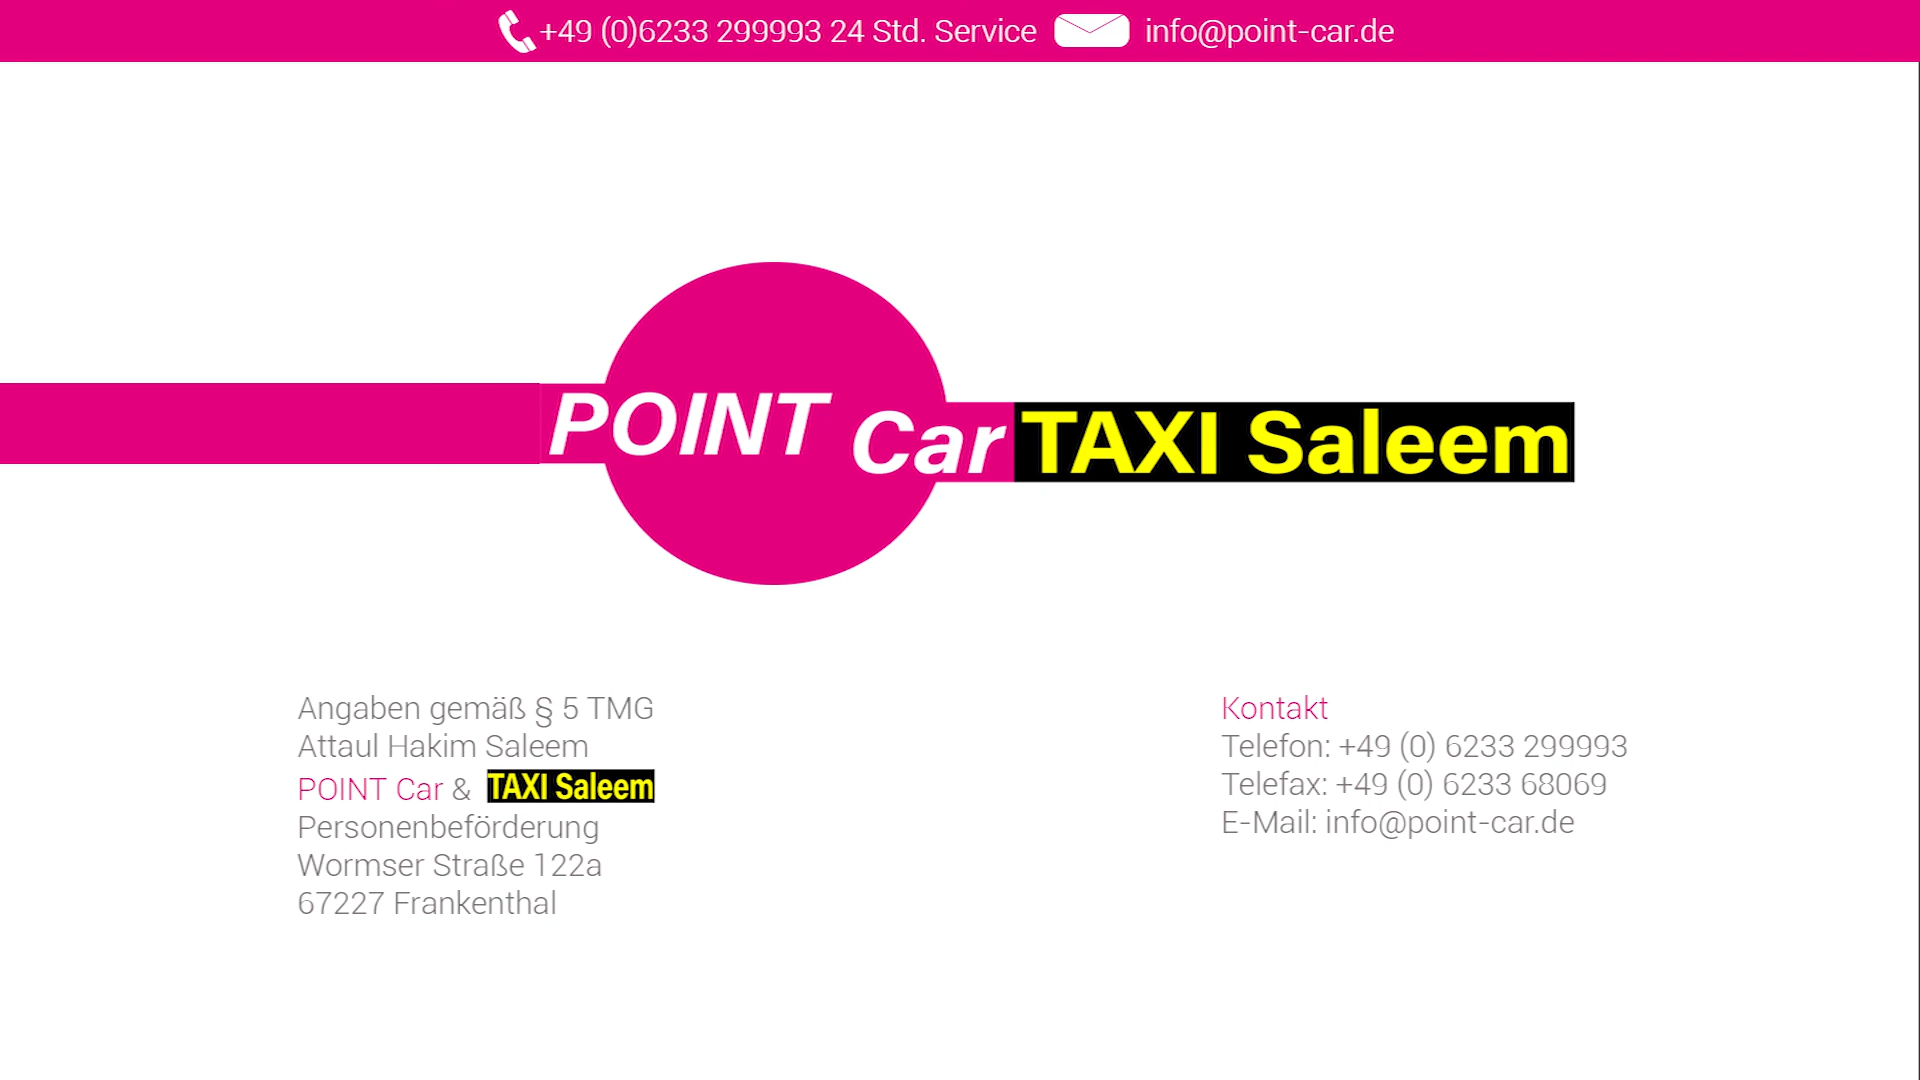 +49 (0)6233 299993 24 Std. Service info@point-car.de
POINT Car TAXI Saleem
Angaben gemäß § 5 TMG
Attaul Hakim Saleem
POINT Car & TAXI Saleem
Personenbeförderung
Wormser Straße 122a
67227 Frankenthal
Kontakt
Telefon: +49 (0) 6233 299993
Telefax: +49 (0) 6233 68069
E-Mail: info@point-car.de